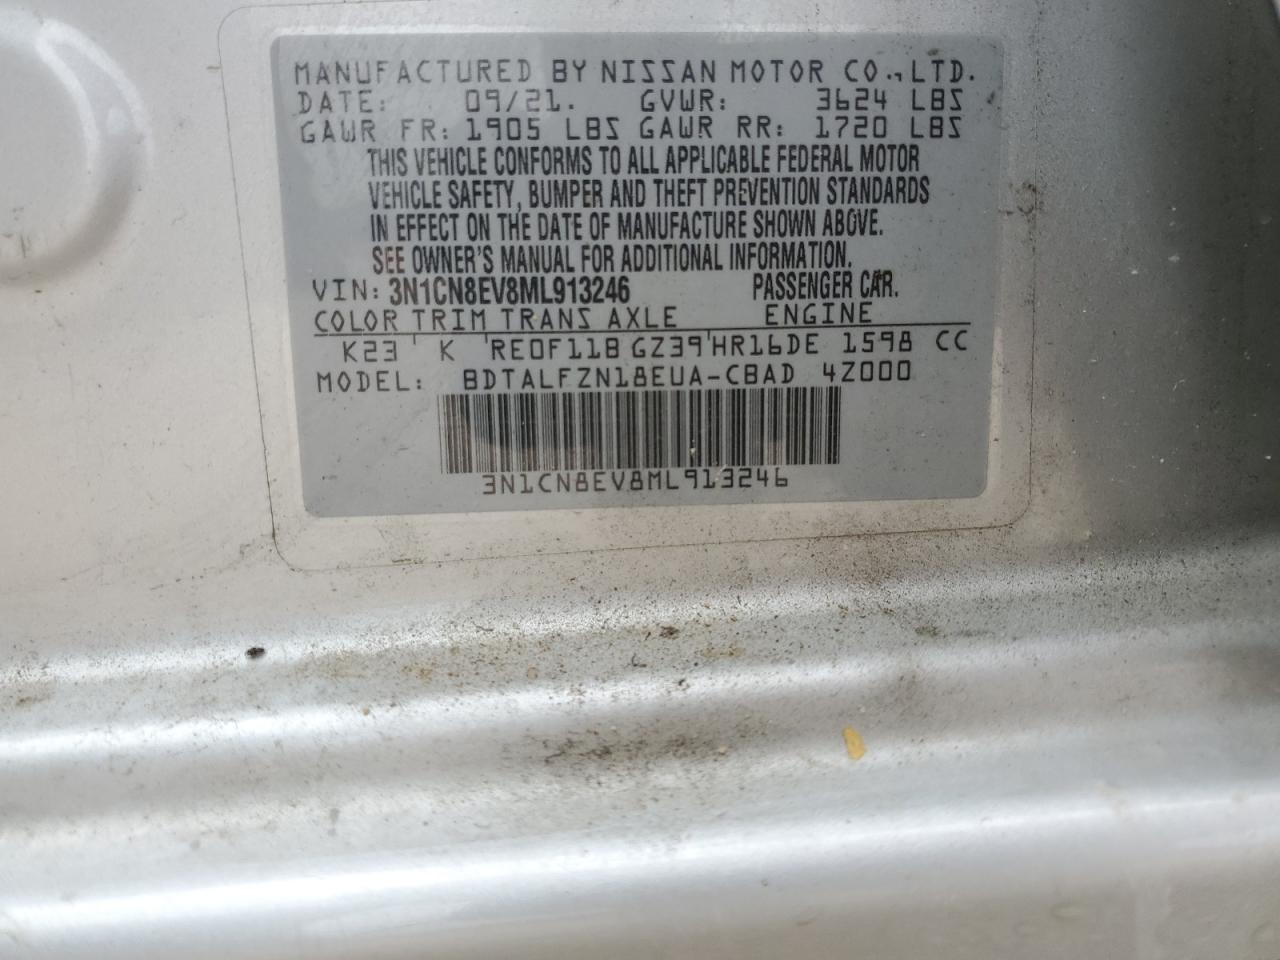 MANUFACTURED BY NISSAN MOTOR CO., LTD.
DATE: 09/21. GVWR: 3624 LBS
GAWR FR: 1905 LBS GAWR RR: 1720 LBS
THIS VEHICLE CONFORMS TO ALL APPLICABLE FEDERAL MOTOR
VEHICLE SAFETY, BUMPER AND THEFT PREVENTION STANDARDS
IN EFFECT ON THE DATE OF MANUFACTURE SHOWN ABOVE.
SEE OWNER'S MANUAL FOR ADDITIONAL INFORMATION.
VIN: 3N1CN8EV8ML913246 PASSENGER CAR.
COLOR TRIM TRANS AXLE ENGINE
K23 K RE0F11B GZ39 HR16DE 1598 CC
MODEL: BDTALFZN18EUA-CBAD 4Z000
3N1CN8EV8ML913246